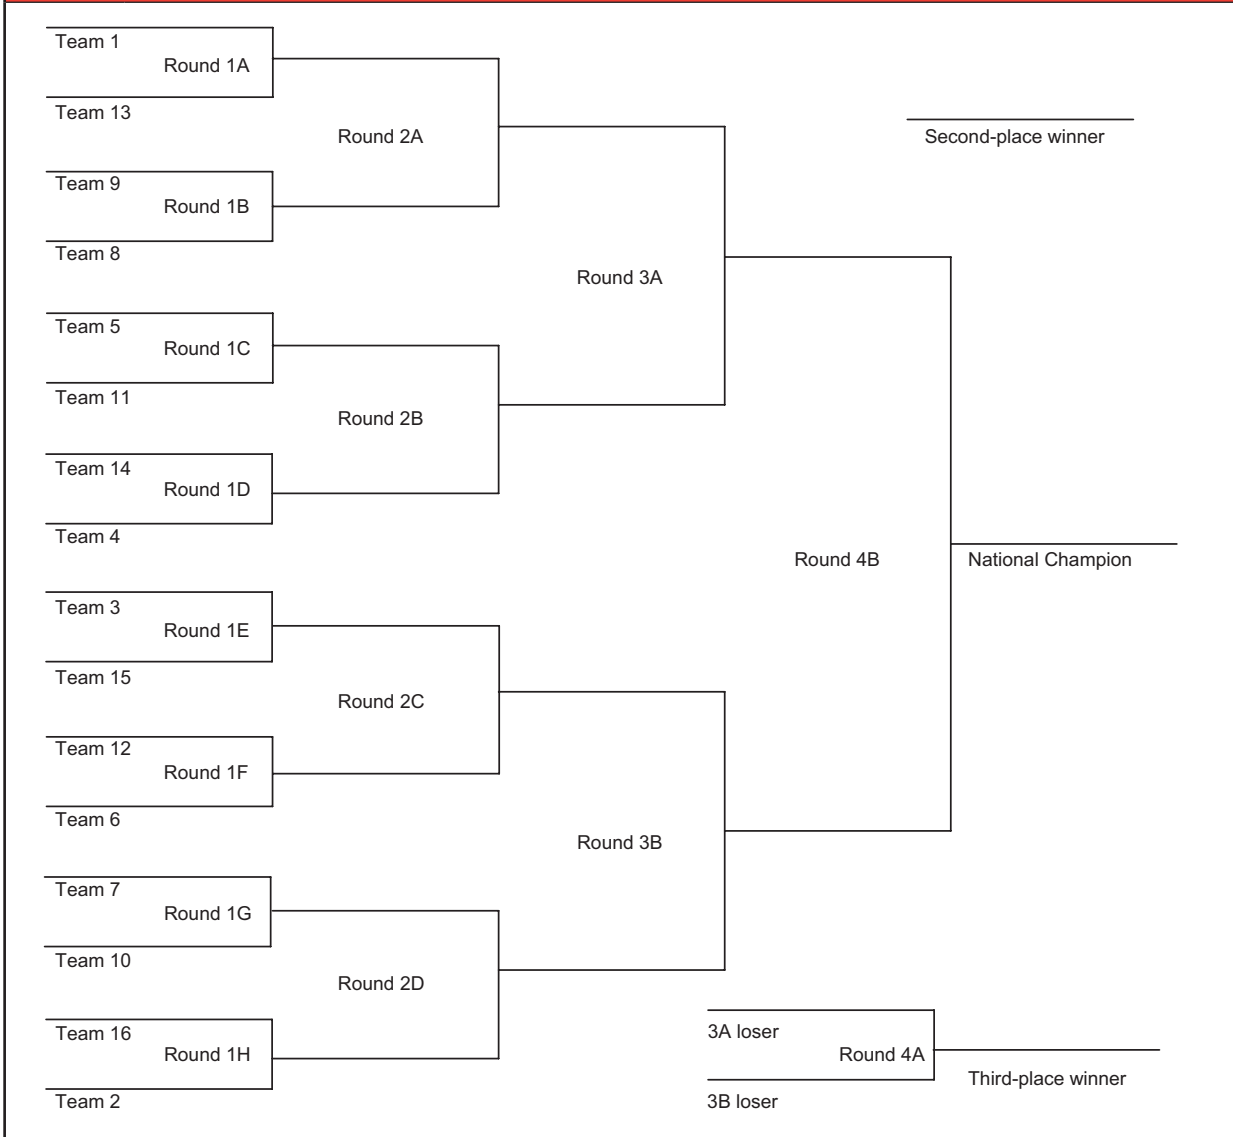 Team 1
Round 1A
Team 13
Round 2A
Second-place winner
Team 9
Round 1B
Team 8
Round 3A
Team 5
Round 1C
Team 11
Round 2B
Team 14
Round 1D
Team 4
Round 4B
National Champion
Team 3
Round 1E
Team 15
Round 2C
Team 12
Round 1F
Team 6
Round 3B
Team 7
Round 1G
Team 10
Round 2D
Team 16
Round 1H
Team 2
3A loser
Round 4A
Third-place winner
3B loser